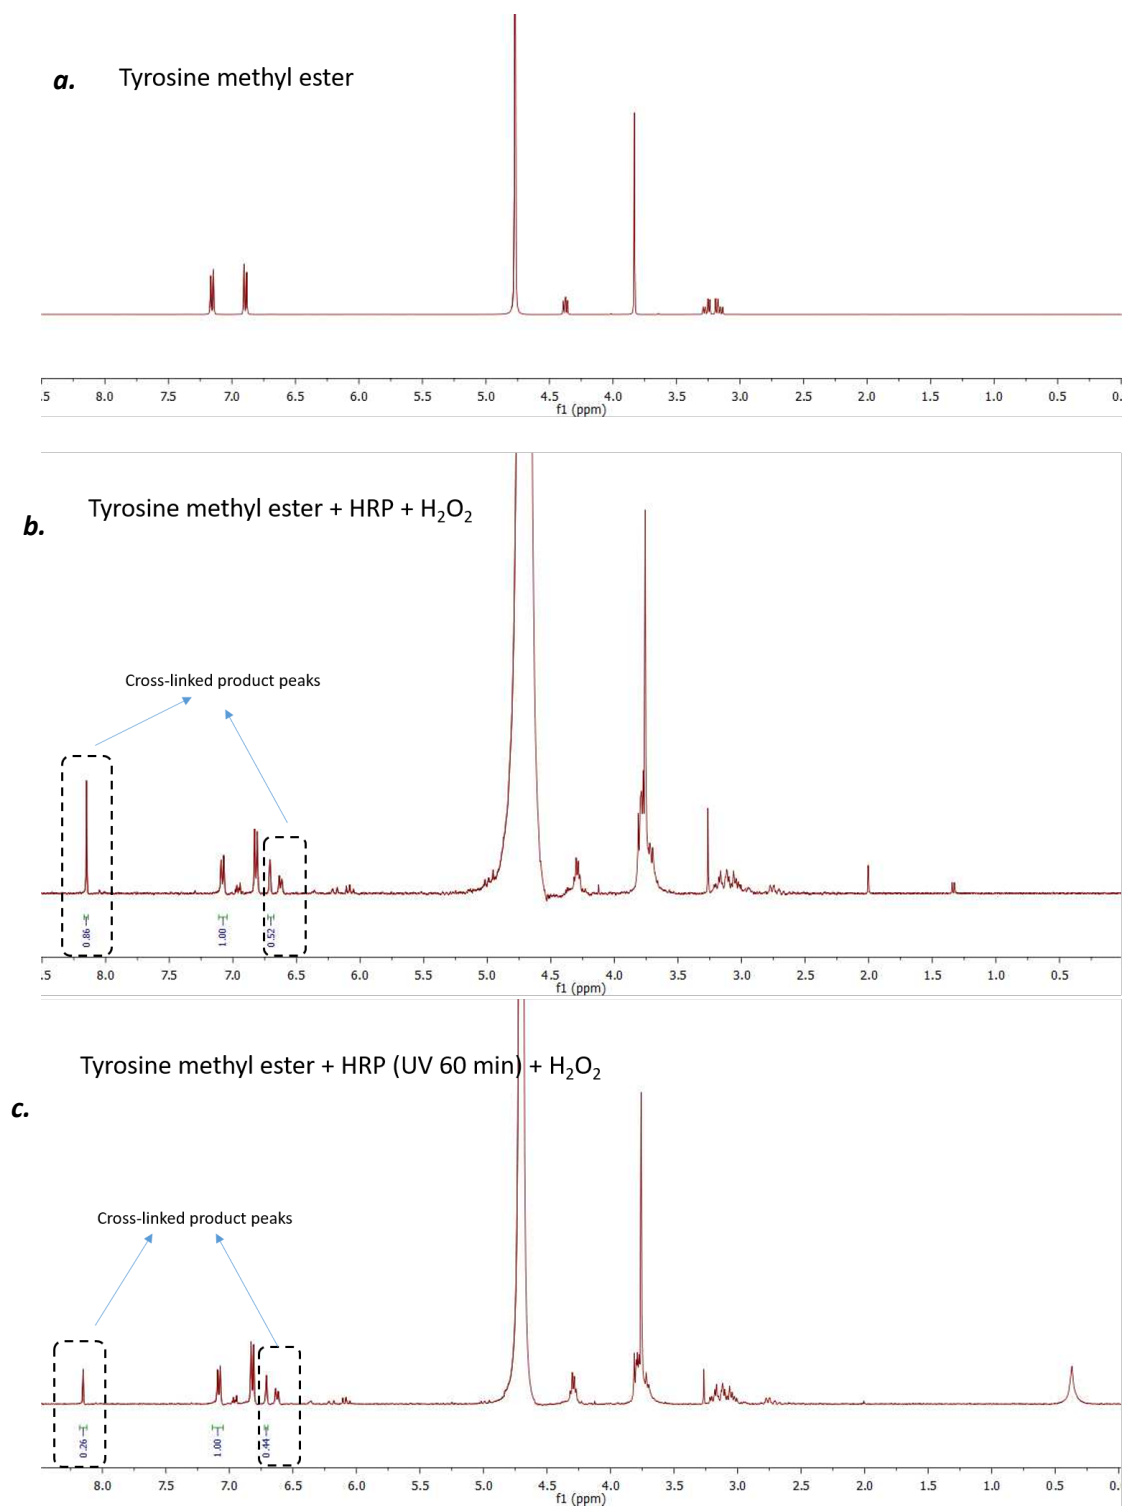 a. Tyrosine methyl ester
.5 8.0 7.5 7.0 6.5 6.0 5.5 5.0 4.5 4.0 3.5 3.0 2.5 2.0 1.5 1.0 0.5 0.
f1 (ppm)
b. Tyrosine methyl ester + HRP + H₂O₂
Cross-linked product peaks
0.86 1.00 0.52
.5 8.0 7.5 7.0 6.5 6.0 5.5 5.0 4.5 4.0 3.5 3.0 2.5 2.0 1.5 1.0 0.5
f1 (ppm)
Tyrosine methyl ester + HRP (UV 60 min) + H₂O₂
c.
Cross-linked product peaks
0.26 1.00 0.44
8.0 7.5 7.0 6.5 6.0 5.5 5.0 4.5 4.0 3.5 3.0 2.5 2.0 1.5 1.0 0.5 0.
f1 (ppm)